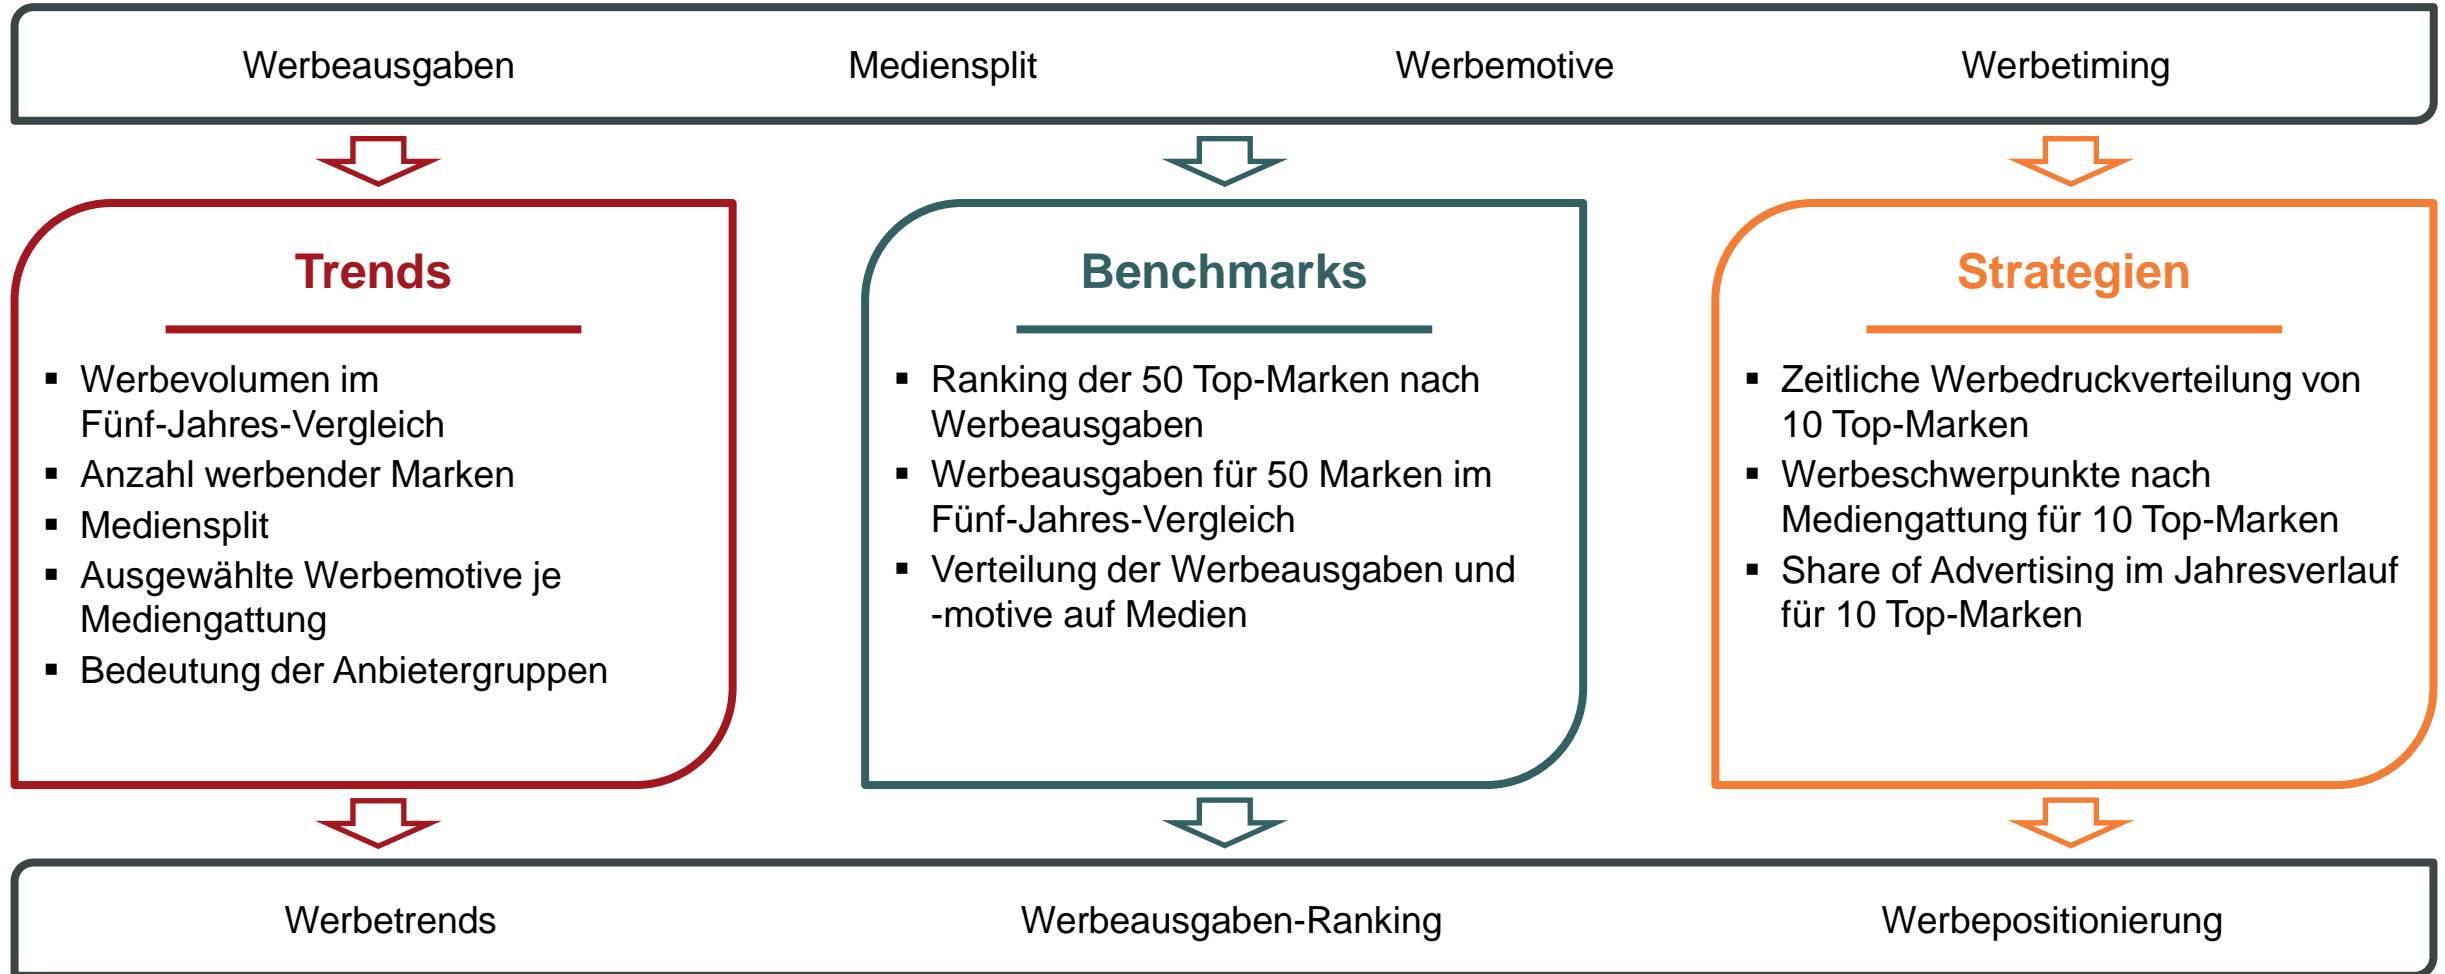 Werbeausgaben Mediensplit Werbemotive Werbetiming
Trends
▪ Werbevolumen im
Fünf-Jahres-Vergleich
▪ Anzahl werbender Marken
▪ Mediensplit
▪ Ausgewählte Werbemotive je
Mediengattung
▪ Bedeutung der Anbietergruppen
Benchmarks
▪ Ranking der 50 Top-Marken nach
Werbeausgaben
▪ Werbeausgaben für 50 Marken im
Fünf-Jahres-Vergleich
▪ Verteilung der Werbeausgaben und
-motive auf Medien
Strategien
▪ Zeitliche Werbedruckverteilung von
10 Top-Marken
▪ Werbeschwerpunkte nach
Mediengattung für 10 Top-Marken
▪ Share of Advertising im Jahresverlauf
für 10 Top-Marken
Werbetrends Werbeausgaben-Ranking Werbepositionierung